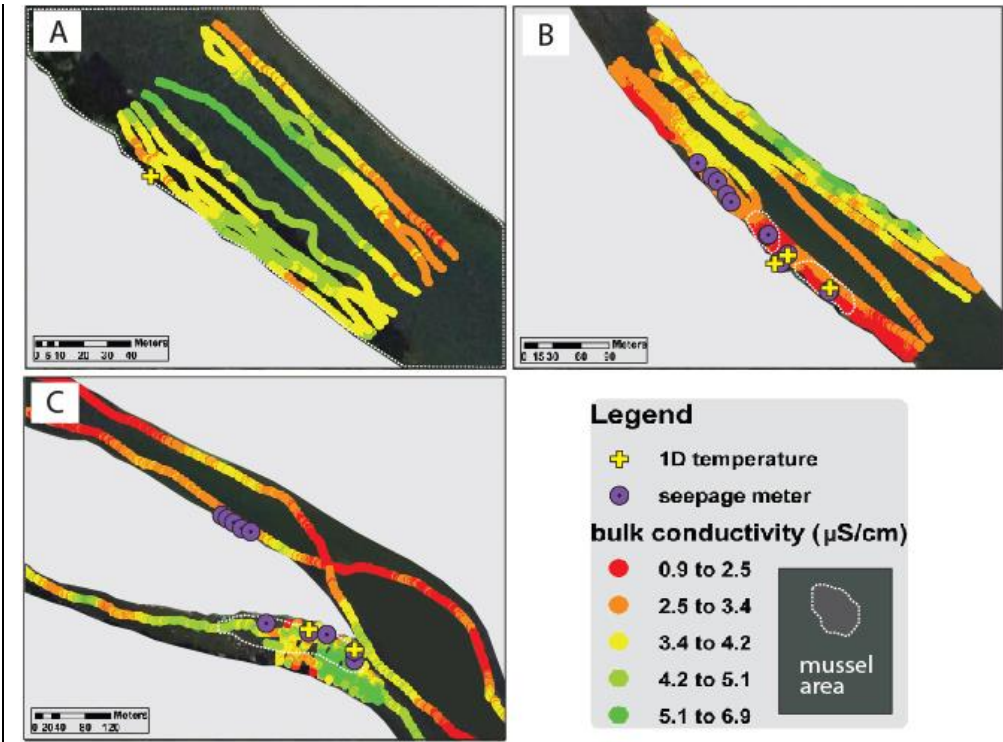 A
Meters
0 5 10 20 30 40
B
Meters
0 15 30 60 90
C
Meters
0 20 40 80 120
Legend
1D temperature
seepage meter
bulk conductivity (µS/cm)
0.9 to 2.5
2.5 to 3.4
3.4 to 4.2
4.2 to 5.1
5.1 to 6.9
mussel
area